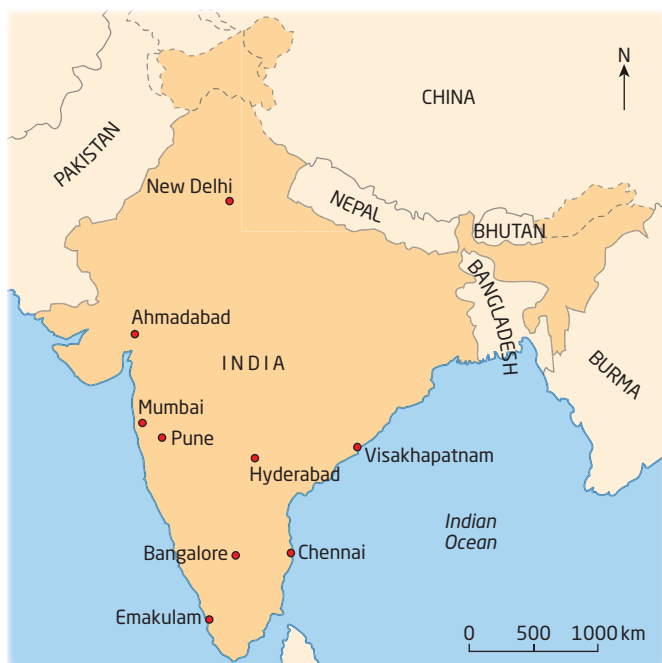 N
CHINA
PAKISTAN
New Delhi
NEPAL
BHUTAN
BANGLADESH
Ahmadabad
INDIA
BURMA
Mumbai
Pune
Visakhapatnam
Hyderabad
Indian
Ocean
Bangalore
Chennai
Emakulam
0 500 1000 km